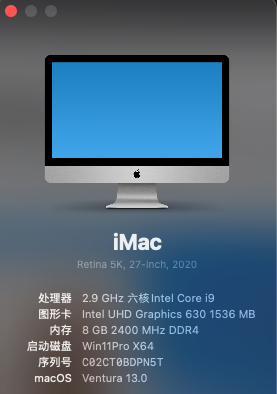 iMac
Retina 5K, 27-inch, 2020
处理器 2.9 GHz 六核Intel Core i9
图形卡 Intel UHD Graphics 630 1536 MB
内存 8 GB 2400 MHz DDR4
启动磁盘 Win11Pro X64
序列号 C02CT0BDPN5T
macOS Ventura 13.0